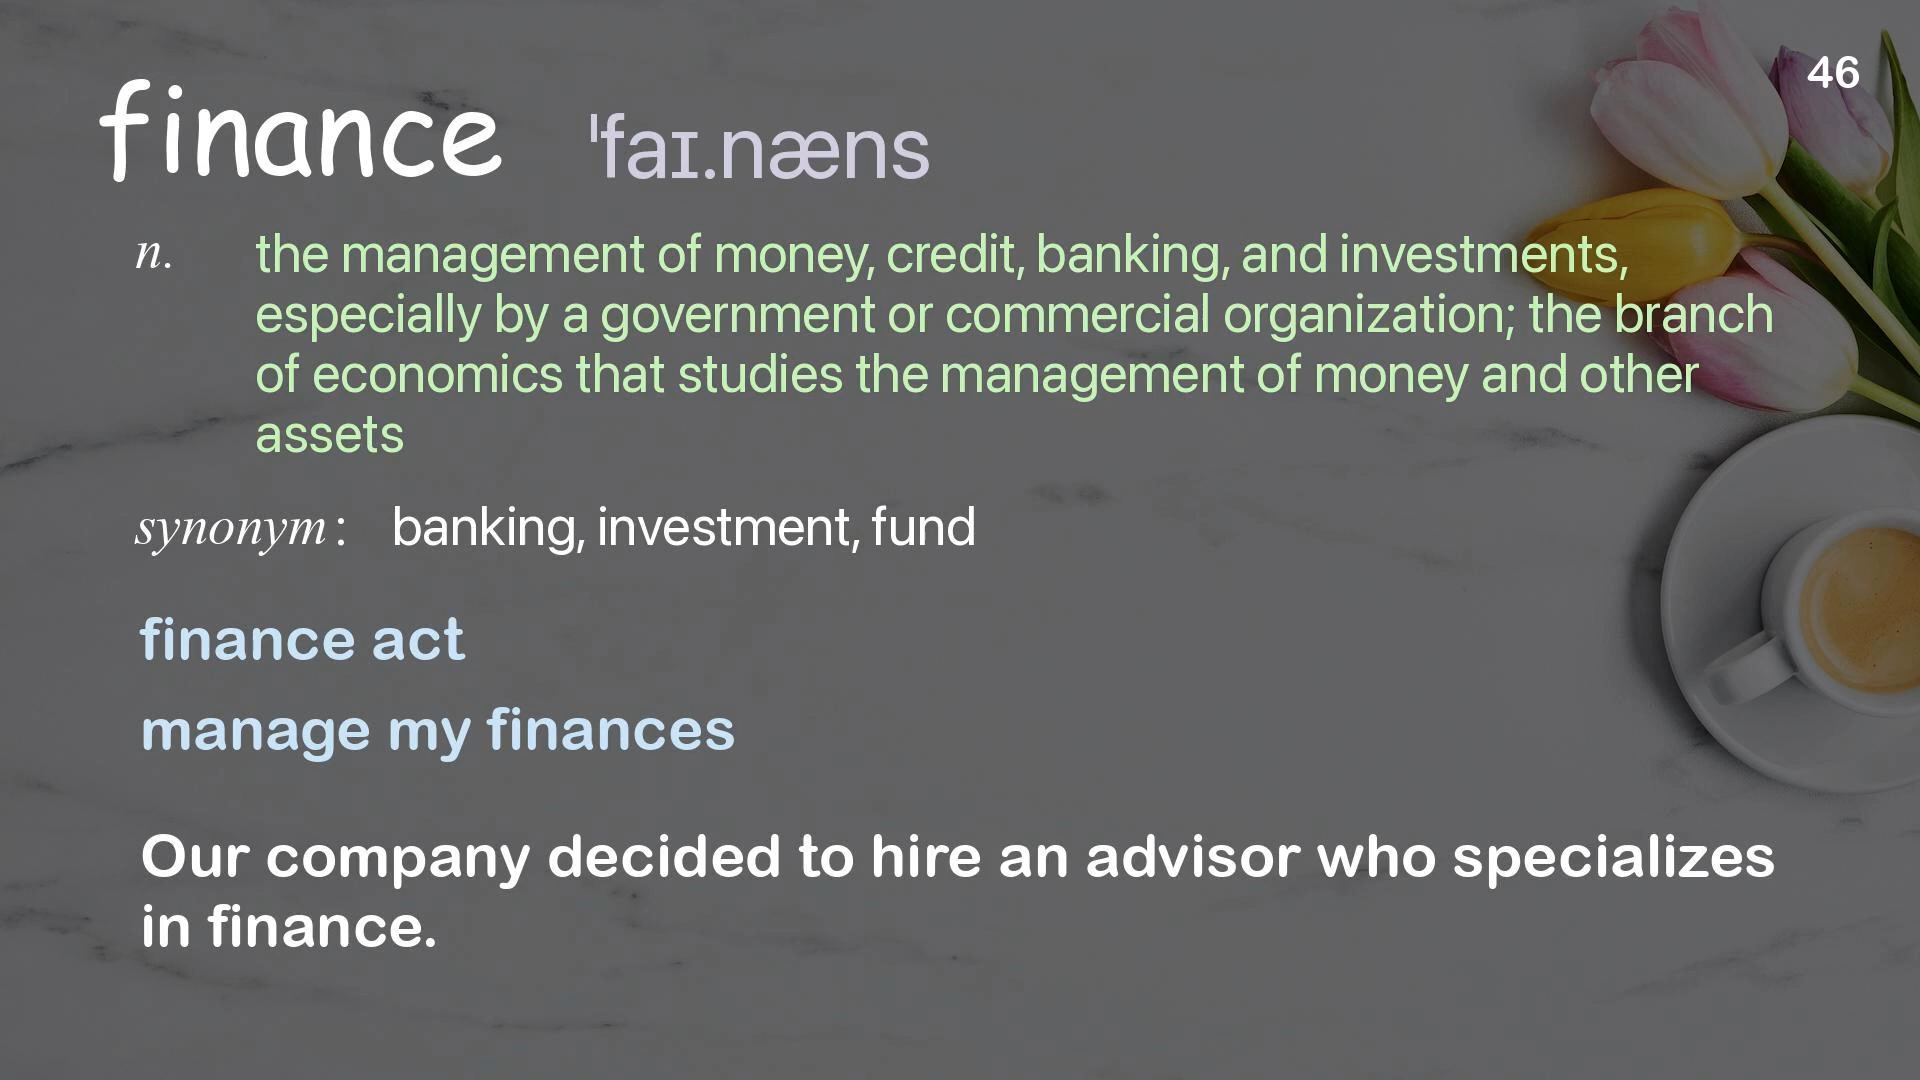 46
finance ˈfaɪ.næns
n. the management of money, credit, banking, and investments,
especially by a government or commercial organization; the branch
of economics that studies the management of money and other
assets
synonym: banking, investment, fund
finance act
manage my finances
Our company decided to hire an advisor who specializes
in finance.